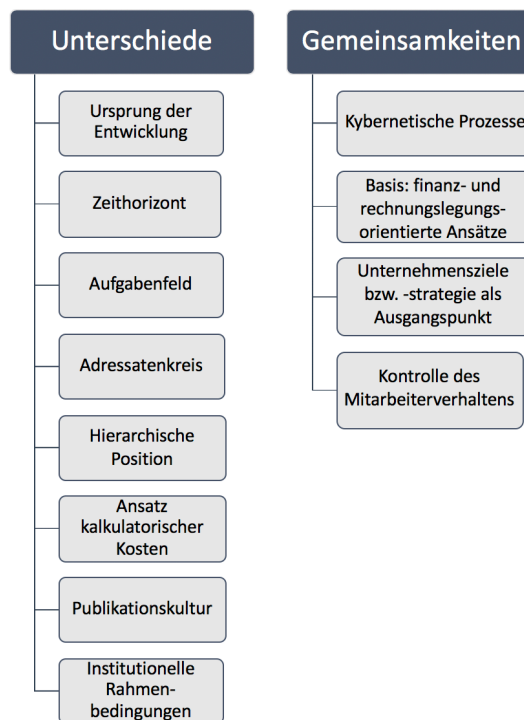 Unterschiede
Ursprung der
Entwicklung
Zeithorizont
Aufgabenfeld
Adressatenkreis
Hierarchische
Position
Ansatz
kalkulatorischer
Kosten
Publikationskultur
Institutionelle
Rahmen-
bedingungen
Gemeinsamkeiten
Kybernetische Prozesse
Basis: finanz- und
rechnungslegungs-
orientierte Ansätze
Unternehmensziele
bzw. -strategie als
Ausgangspunkt
Kontrolle des
Mitarbeiterverhaltens